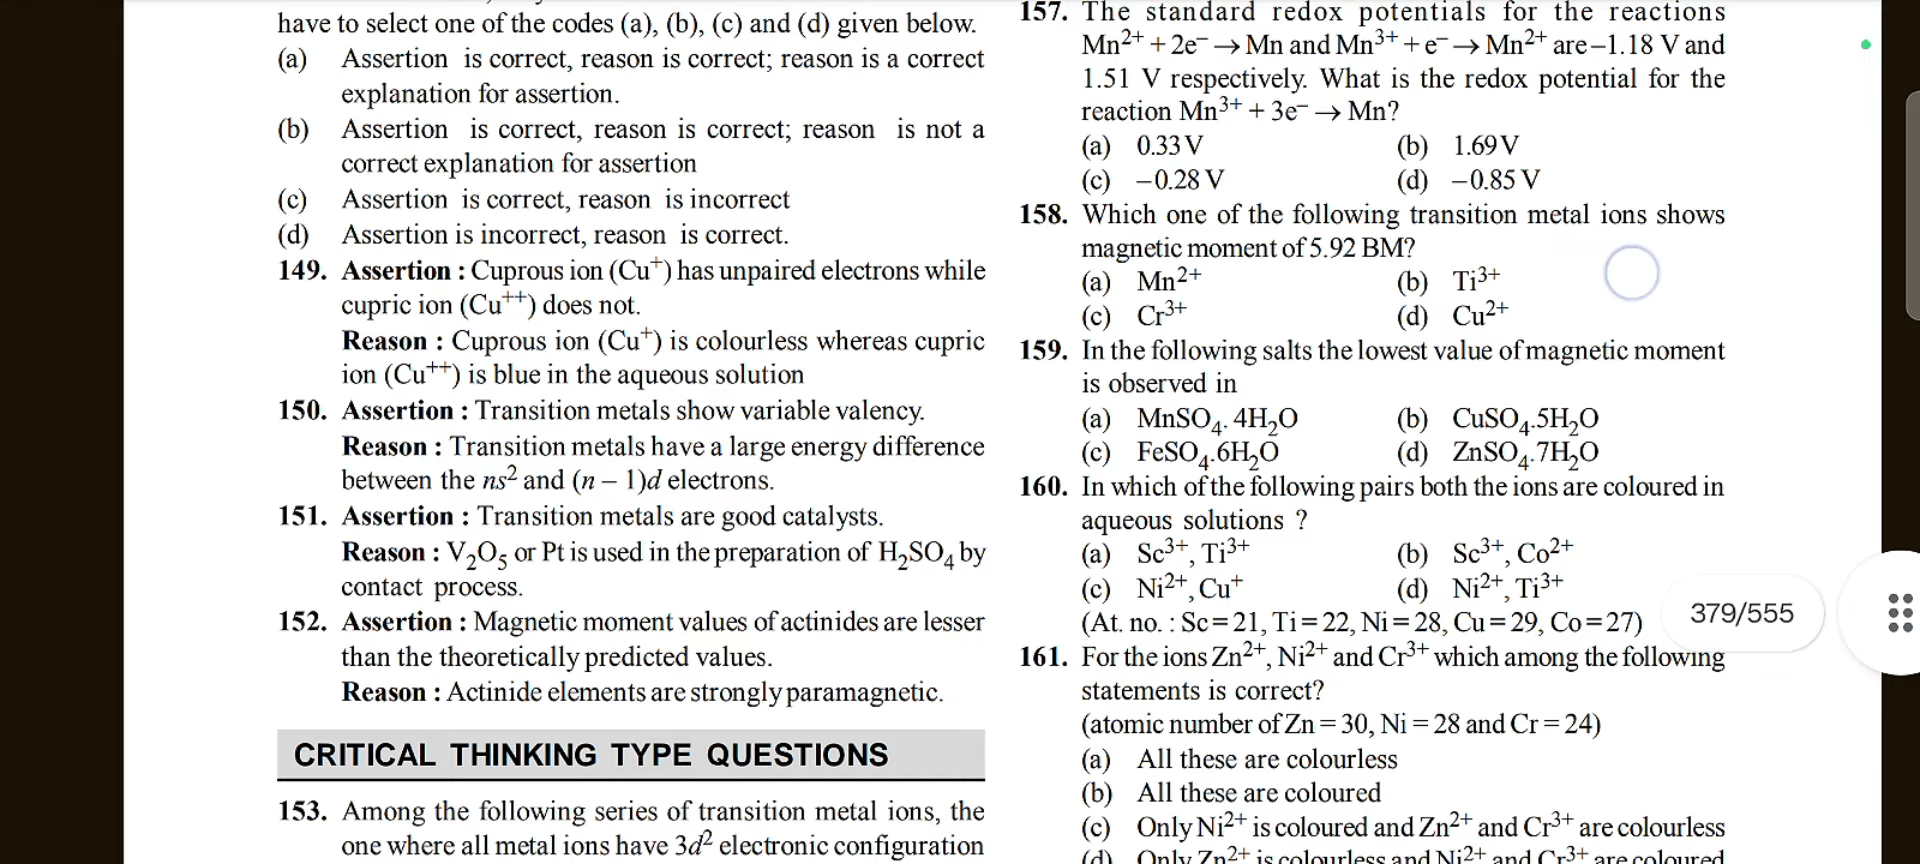 have to select one of the codes (a), (b), (c) and (d) given below.
(a) Assertion is correct, reason is correct; reason is a correct
explanation for assertion.
(b) Assertion is correct, reason is correct; reason is not a
correct explanation for assertion
(c) Assertion is correct, reason is incorrect
(d) Assertion is incorrect, reason is correct.
149. Assertion : Cuprous ion (Cu⁺) has unpaired electrons while
cupric ion (Cu⁺⁺) does not.
Reason : Cuprous ion (Cu⁺) is colourless whereas cupric
ion (Cu⁺⁺) is blue in the aqueous solution
150. Assertion : Transition metals show variable valency.
Reason : Transition metals have a large energy difference
between the ns² and (n – 1)d electrons.
151. Assertion : Transition metals are good catalysts.
Reason : V₂O₅ or Pt is used in the preparation of H₂SO₄ by
contact process.
152. Assertion : Magnetic moment values of actinides are lesser
than the theoretically predicted values.
Reason : Actinide elements are strongly paramagnetic.
CRITICAL THINKING TYPE QUESTIONS
153. Among the following series of transition metal ions, the
one where all metal ions have 3d² electronic configuration
157. The standard redox potentials for the reactions
Mn²⁺ + 2e⁻ → Mn and Mn³⁺ + e⁻ → Mn²⁺ are –1.18 V and
1.51 V respectively. What is the redox potential for the
reaction Mn³⁺ + 3e⁻ → Mn?
(a) 0.33 V (b) 1.69 V
(c) –0.28 V (d) –0.85 V
158. Which one of the following transition metal ions shows
magnetic moment of 5.92 BM?
(a) Mn²⁺ (b) Ti³⁺
(c) Cr³⁺ (d) Cu²⁺
159. In the following salts the lowest value of magnetic moment
is observed in
(a) MnSO₄. 4H₂O (b) CuSO₄.5H₂O
(c) FeSO₄.6H₂O (d) ZnSO₄.7H₂O
160. In which of the following pairs both the ions are coloured in
aqueous solutions ?
(a) Sc³⁺, Ti³⁺ (b) Sc³⁺, Co²⁺
(c) Ni²⁺, Cu⁺ (d) Ni²⁺, Ti³⁺
(At. no. : Sc = 21, Ti = 22, Ni = 28, Cu = 29, Co = 27)
379/555
161. For the ions Zn²⁺, Ni²⁺ and Cr³⁺ which among the following
statements is correct?
(atomic number of Zn = 30, Ni = 28 and Cr = 24)
(a) All these are colourless
(b) All these are coloured
(c) Only Ni²⁺ is coloured and Zn²⁺ and Cr³⁺ are colourless
(d) Only Zn²⁺ is colourless and Ni²⁺ and Cr³⁺ are coloured